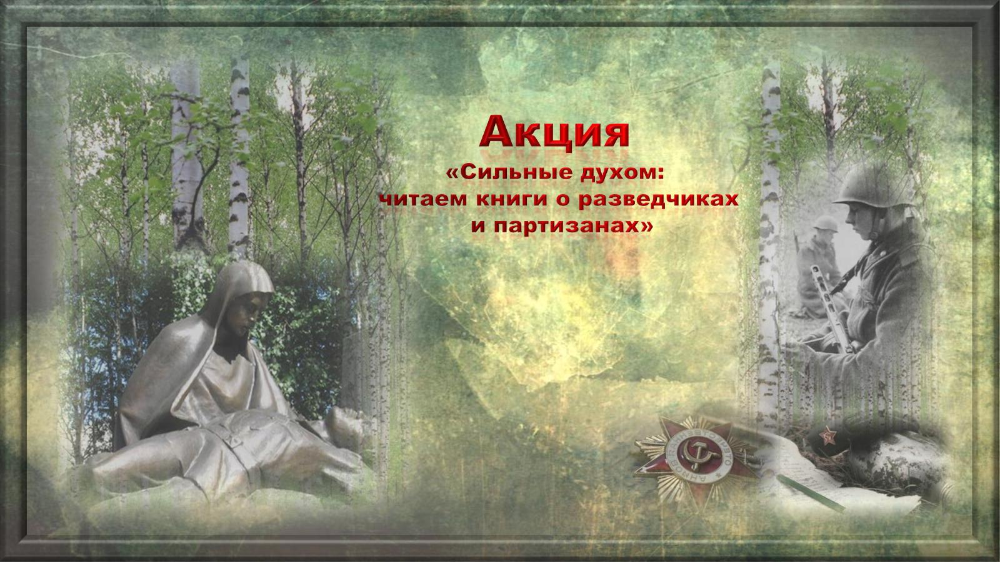 Акция
«Сильные духом:
читаем книги о разведчиках
и партизанах»